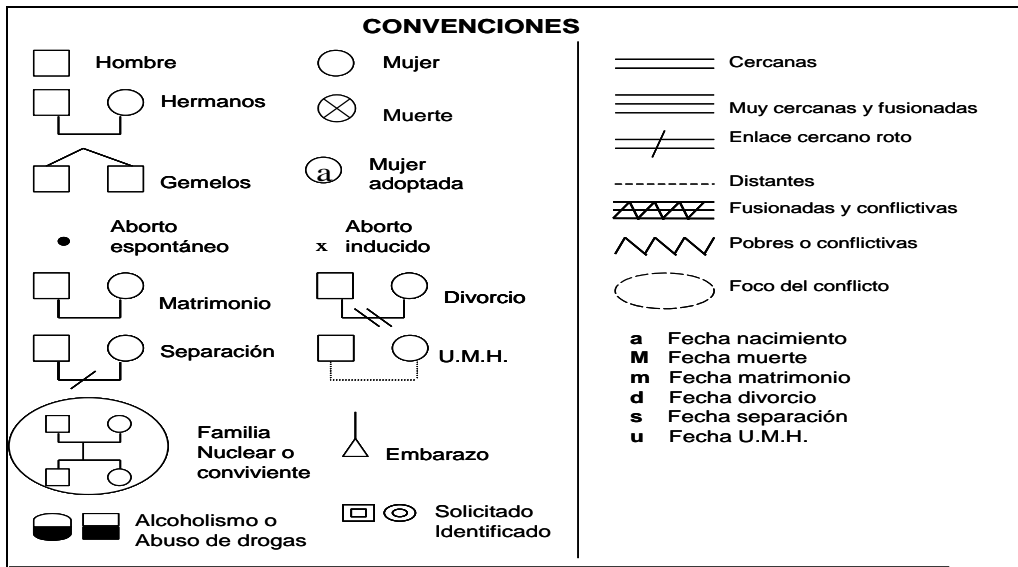 CONVENCIONES
Hombre
Mujer
Hermanos
Muerte
Gemelos
a
Mujer
adoptada
Aborto
espontáneo
x
Aborto
inducido
Matrimonio
Divorcio
Separación
U.M.H.
Familia
Nuclear o
conviviente
Embarazo
Alcoholismo o
Abuso de drogas
Solicitado
Identificado
Cercanas
Muy cercanas y fusionadas
Enlace cercano roto
Distantes
Fusionadas y conflictivas
Pobres o conflictivas
Foco del conflicto
a Fecha nacimiento
M Fecha muerte
m Fecha matrimonio
d Fecha divorcio
s Fecha separación
u Fecha U.M.H.